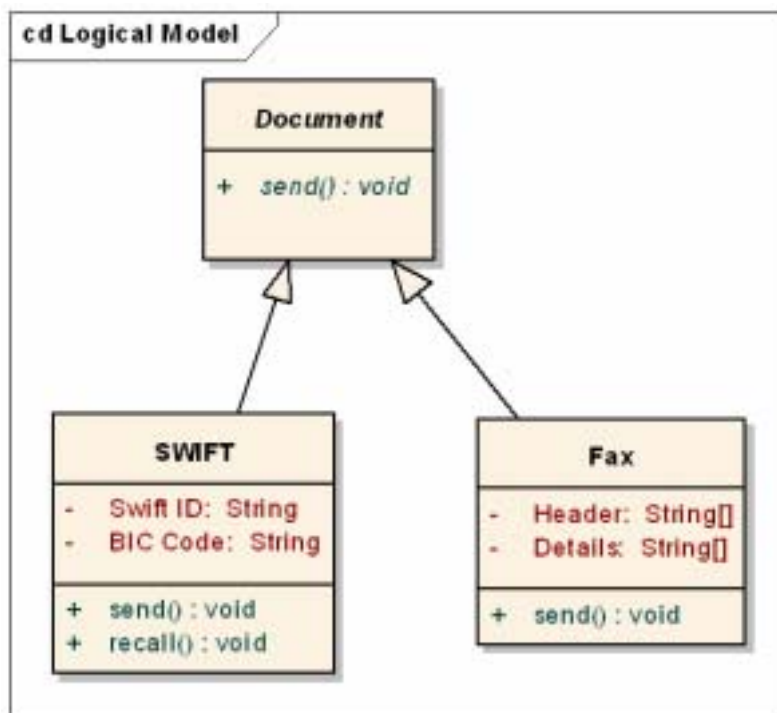 cd Logical Model
Document
+ send() : void
SWIFT
- Swift ID: String
- BIC Code: String
+ send() : void
+ recall() : void
Fax
- Header: String[]
- Details: String[]
+ send() : void